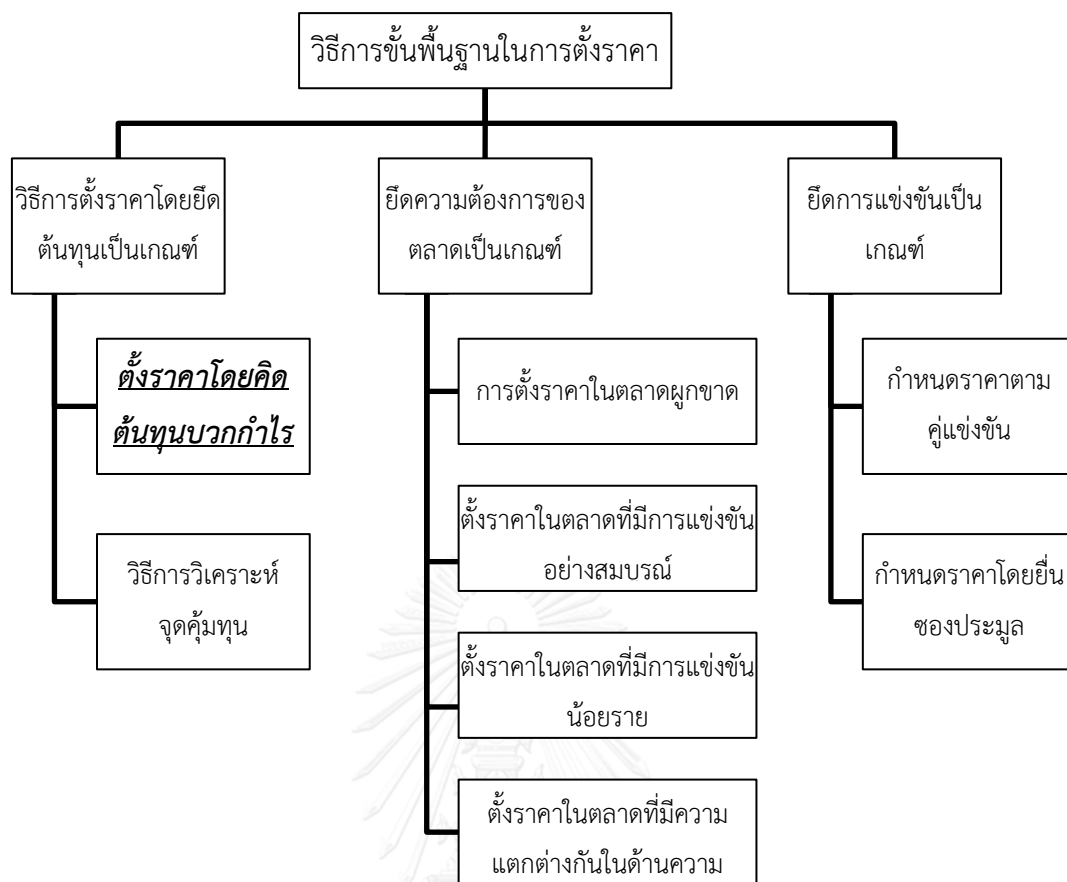 วิธีการขั้นพื้นฐานในการตั้งราคา
วิธีการตั้งราคาโดยยึด
ต้นทุนเป็นเกณฑ์
ตั้งราคาโดยคิด
ต้นทุนบวกกำไร
วิธีการวิเคราะห์
จุดคุ้มทุน
ยึดความต้องการของ
ตลาดเป็นเกณฑ์
การตั้งราคาในตลาดผูกขาด
ตั้งราคาในตลาดที่มีการแข่งขัน
อย่างสมบรณ์
ตั้งราคาในตลาดที่มีการแข่งขัน
น้อยราย
ตั้งราคาในตลาดที่มีความ
แตกต่างกันในด้านความ
ยึดการแข่งขันเป็น
เกณฑ์
กำหนดราคาตาม
คู่แข่งขัน
กำหนดราคาโดยยื่น
ซองประมูล